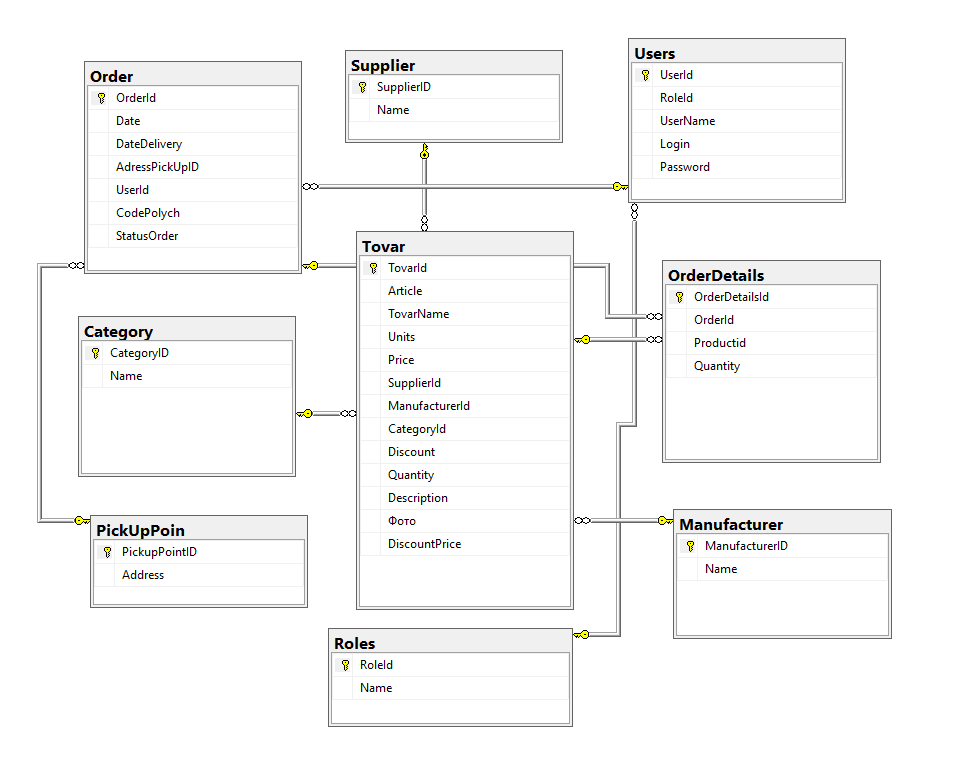 Order
OrderId
Date
DateDelivery
AdressPickUpID
UserId
CodePolych
StatusOrder
Supplier
SupplierID
Name
Users
UserId
RoleId
UserName
Login
Password
Category
CategoryID
Name
Tovar
TovarId
Article
TovarName
Units
Price
SupplierId
ManufacturerId
CategoryId
Discount
Quantity
Description
Фото
DiscountPrice
OrderDetails
OrderDetailsId
OrderId
Productid
Quantity
PickUpPoin
PickupPointID
Address
Manufacturer
ManufacturerID
Name
Roles
RoleId
Name